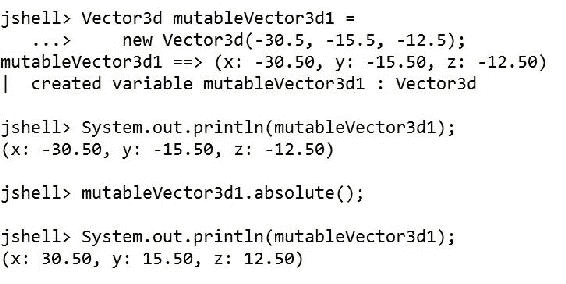 jshell> Vector3d mutableVector3d1 =
   ...>     new Vector3d(-30.5, -15.5, -12.5);
mutableVector3d1 ==> (x: -30.50, y: -15.50, z: -12.50)
|  created variable mutableVector3d1 : Vector3d
jshell> System.out.println(mutableVector3d1);
(x: -30.50, y: -15.50, z: -12.50)
jshell> mutableVector3d1.absolute();
jshell> System.out.println(mutableVector3d1);
(x: 30.50, y: 15.50, z: 12.50)